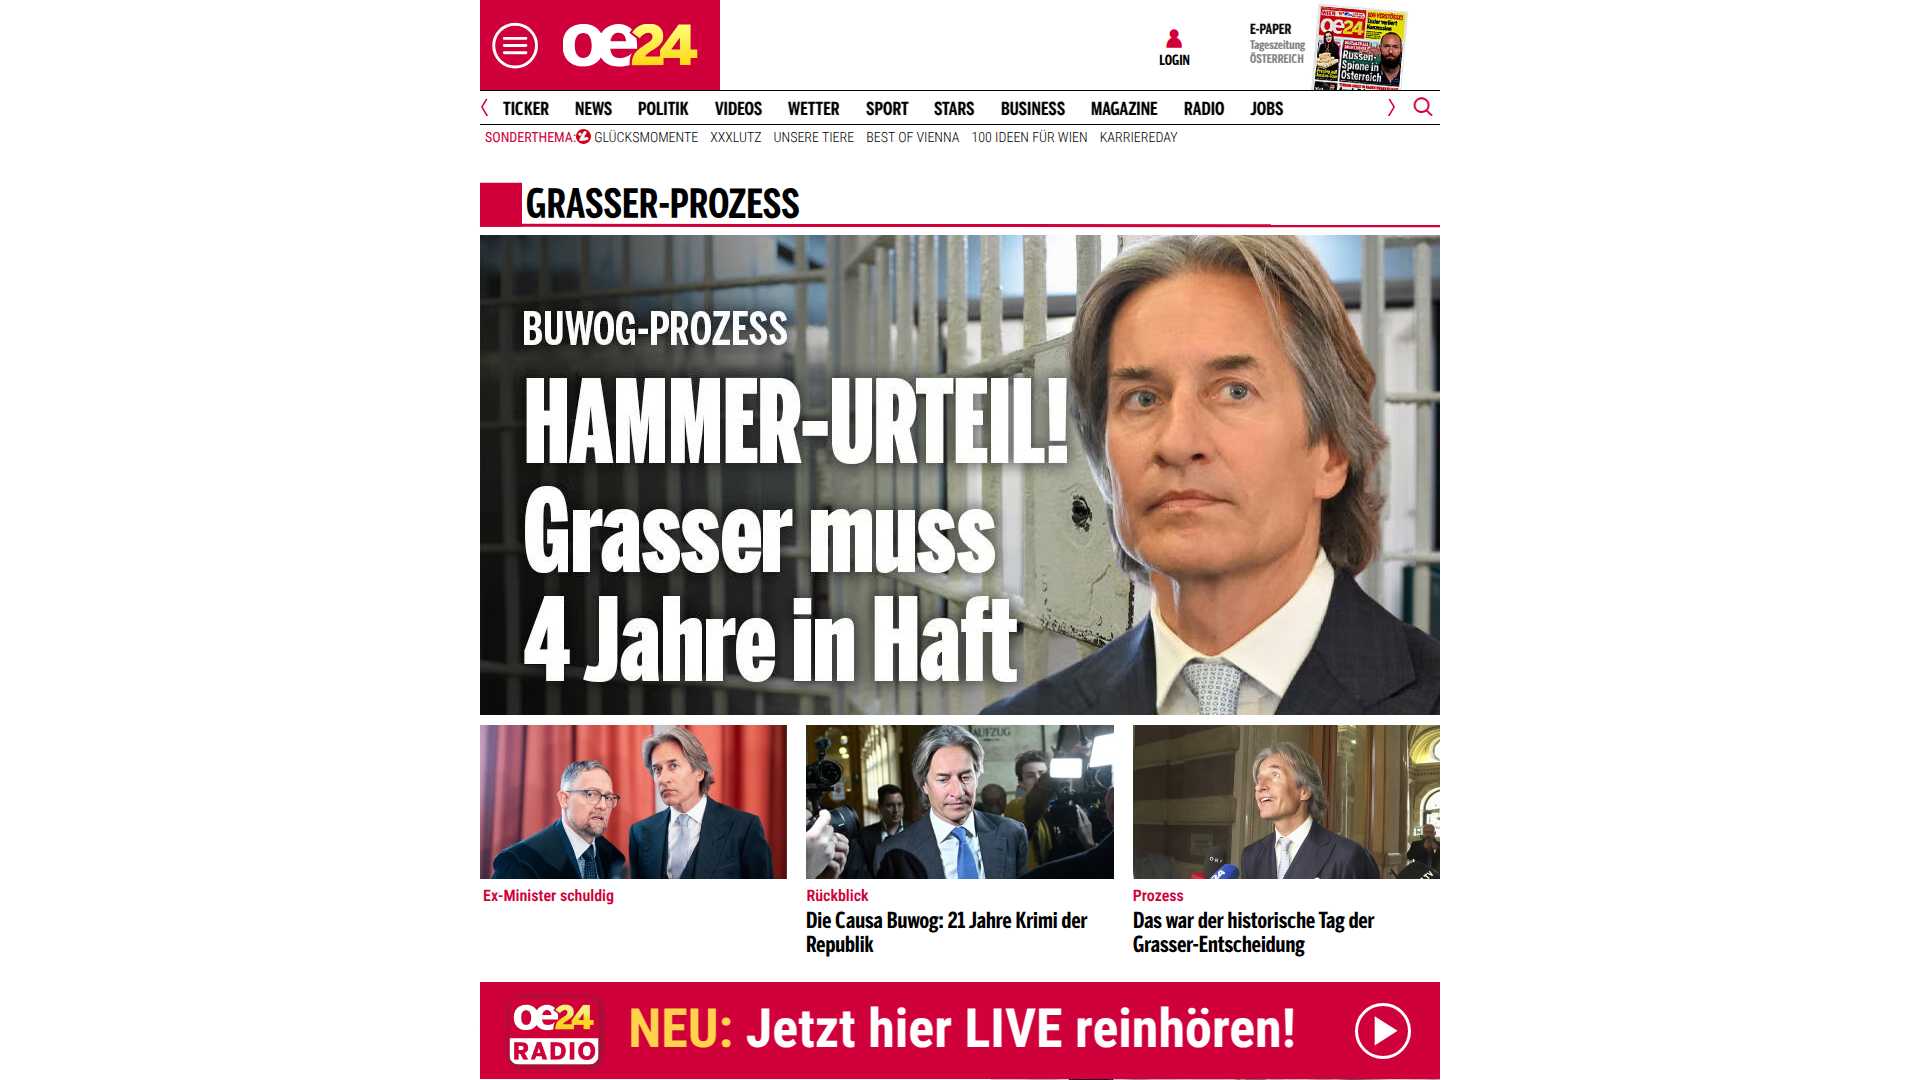 oe24
LOGIN
E-PAPER
Tageszeitung
ÖSTERREICH
oe24
Russen-
Spinne in
Österreich
TICKER NEWS POLITIK VIDEOS WETTER SPORT STARS BUSINESS MAGAZINE RADIO JOBS
SONDERTHEMA: GLÜCKSMOMENTE XXXLUTZ UNSERE TIERE BEST OF VIENNA 100 IDEEN FÜR WIEN KARRIEREDAY
GRASSER-PROZESS
BUWOG-PROZESS
HAMMER-URTEIL!
Grasser muss
4 Jahre in Haft
AUFZUG
Ex-Minister schuldig
Rückblick
Die Causa Buwog: 21 Jahre Krimi der
Republik
Prozess
Das war der historische Tag der
Grasser-Entscheidung
oe24
RADIO
NEU: Jetzt hier LIVE reinhören!